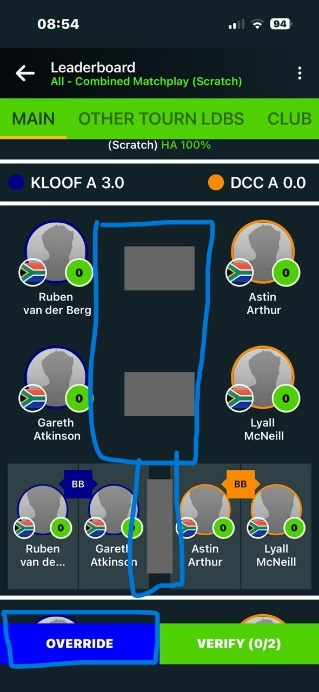 08:54
94
Leaderboard
All - Combined Matchplay (Scratch)
MAIN OTHER TOURN LDBS CLUB
(Scratch) HA 100%
KLOOF A 3.0 DCC A 0.0
0 0
Ruben
van der Berg
Astin
Arthur
0 0
Gareth
Atkinson
Lyall
McNeill
BB BB
0 0 0 0
Ruben
van de...
Gareth
Atkinson
Astin
Arthur
Lyall
McNeill
OVERRIDE VERIFY (0/2)